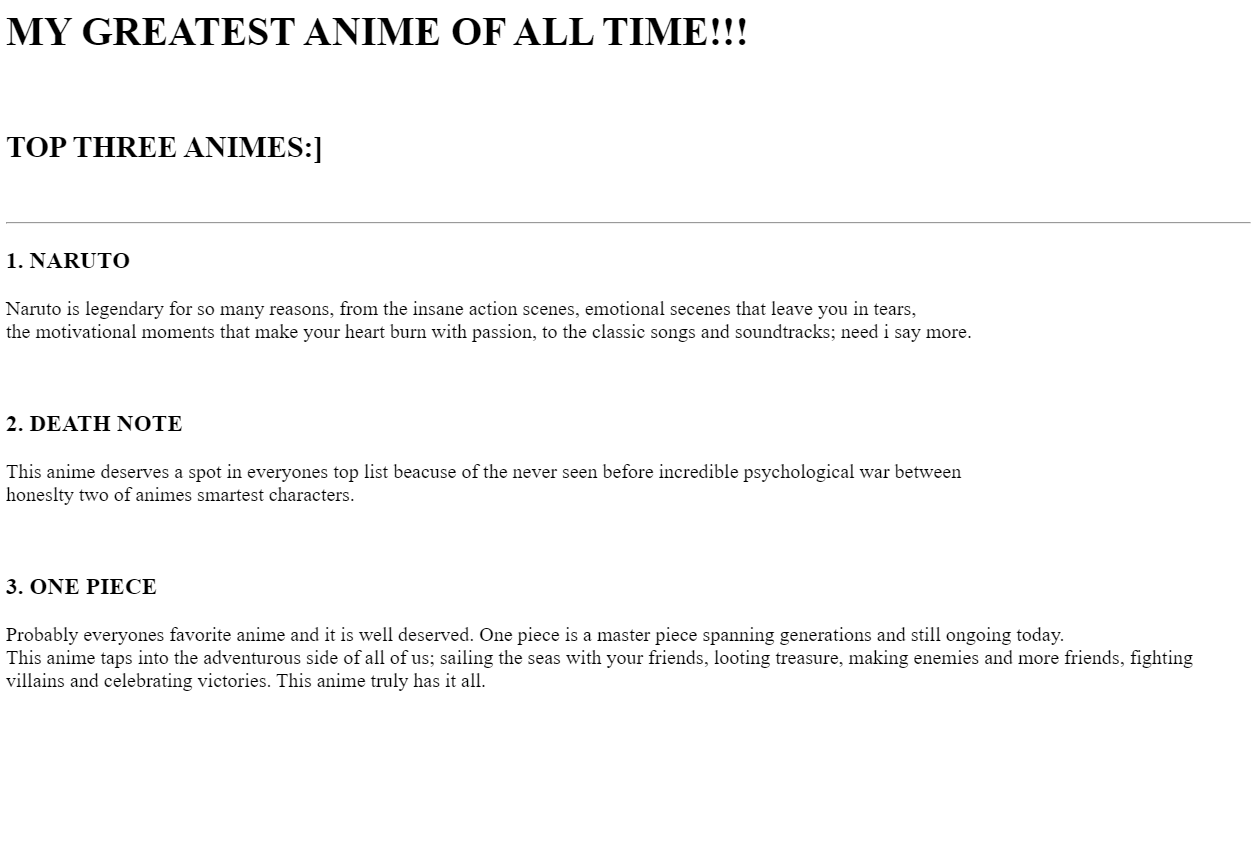 MY GREATEST ANIME OF ALL TIME!!!
TOP THREE ANIMES:]
1. NARUTO
Naruto is legendary for so many reasons, from the insane action scenes, emotional secenes that leave you in tears,
the motivational moments that make your heart burn with passion, to the classic songs and soundtracks; need i say more.
2. DEATH NOTE
This anime deserves a spot in everyones top list beacuse of the never seen before incredible psychological war between
honeslty two of animes smartest characters.
3. ONE PIECE
Probably everyones favorite anime and it is well deserved. One piece is a master piece spanning generations and still ongoing today.
This anime taps into the adventurous side of all of us; sailing the seas with your friends, looting treasure, making enemies and more friends, fighting
villains and celebrating victories. This anime truly has it all.